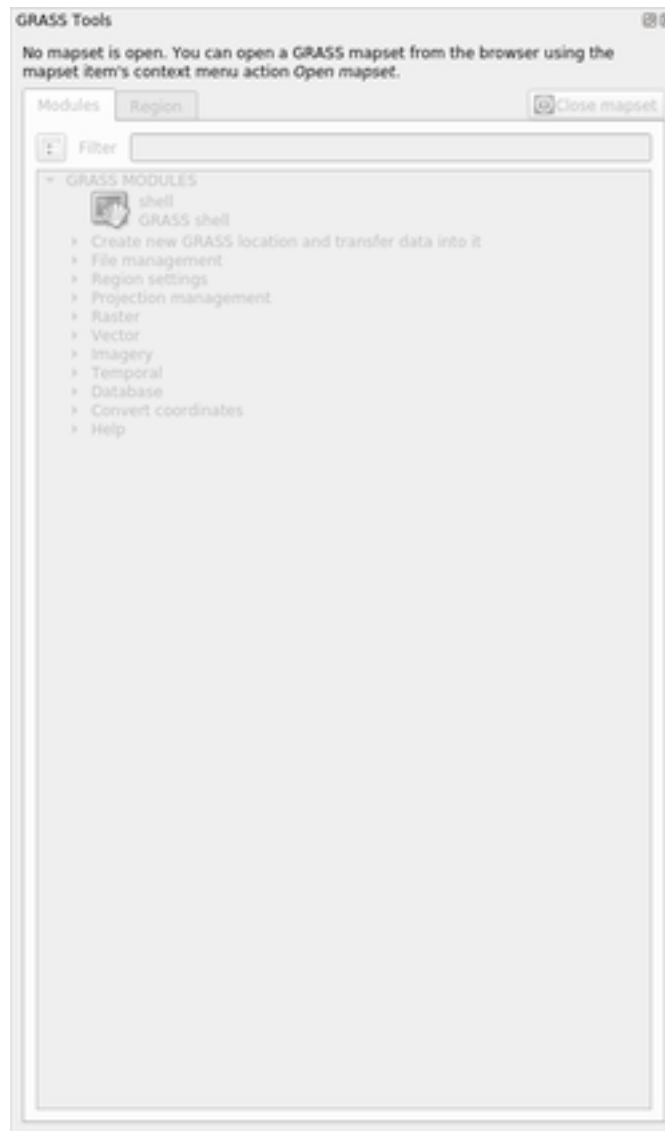 GRASS Tools
No mapset is open. You can open a GRASS mapset from the browser using the
mapset item's context menu action Open mapset.
Modules Region Close mapset
Filter
GRASS MODULES
shell
GRASS shell
Create new GRASS location and transfer data into it
File management
Region settings
Projection management
Raster
Vector
Imagery
Temporal
Database
Convert coordinates
Help